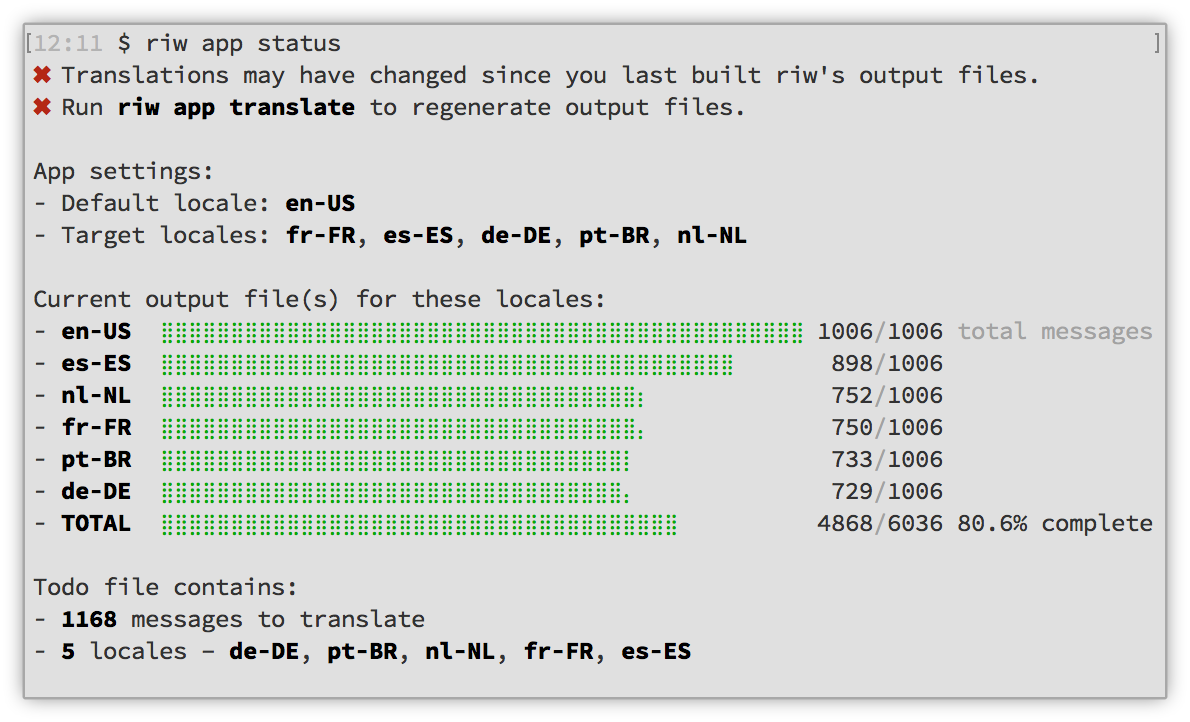 [12:11 $ riw app status ]
✖ Translations may have changed since you last built riw's output files.
✖ Run riw app translate to regenerate output files.
App settings:
- Default locale: en-US
- Target locales: fr-FR, es-ES, de-DE, pt-BR, nl-NL
Current output file(s) for these locales:
- en-US 1006/1006 total messages
- es-ES 898/1006
- nl-NL 752/1006
- fr-FR 750/1006
- pt-BR 733/1006
- de-DE 729/1006
- TOTAL 4868/6036 80.6% complete
Todo file contains:
- 1168 messages to translate
- 5 locales – de-DE, pt-BR, nl-NL, fr-FR, es-ES